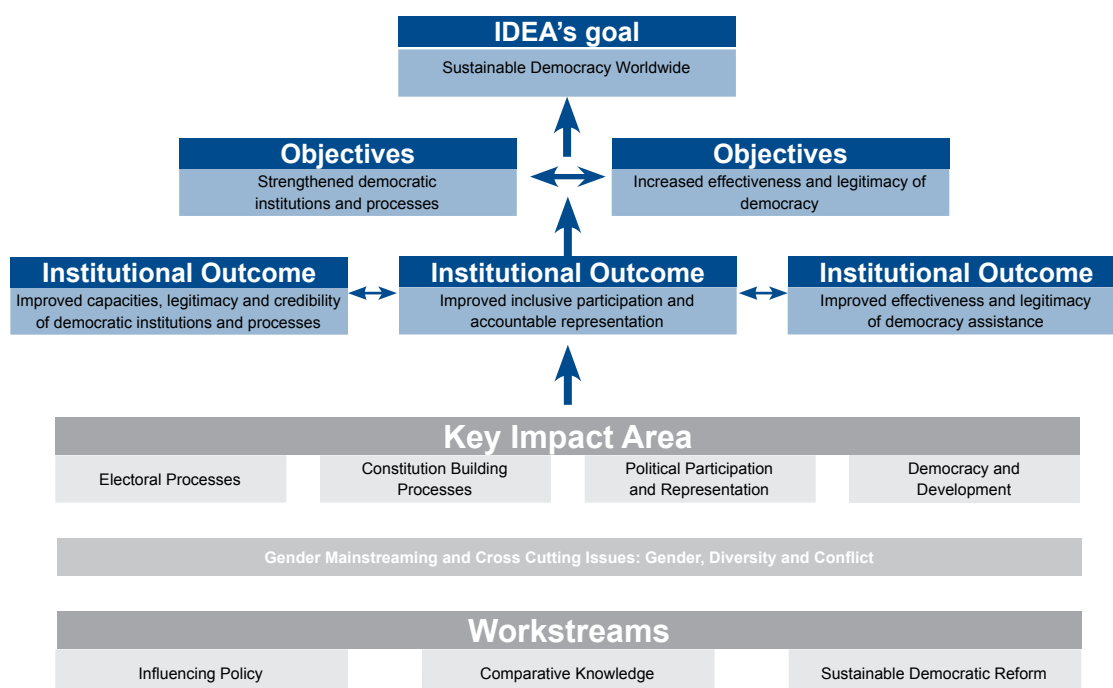 IDEA's goal
Sustainable Democracy Worldwide
Objectives
Strengthened democratic
institutions and processes
Objectives
Increased effectiveness and legitimacy of
democracy
Institutional Outcome
Improved capacities, legitimacy and credibility
of democratic institutions and processes
Institutional Outcome
Improved inclusive participation and
accountable representation
Institutional Outcome
Improved effectiveness and legitimacy
of democracy assistance
Key Impact Area
Electoral Processes
Constitution Building
Processes
Political Participation
and Representation
Democracy and
Development
Gender Mainstreaming and Cross Cutting Issues: Gender, Diversity and Conflict
Workstreams
Influencing Policy
Comparative Knowledge
Sustainable Democratic Reform